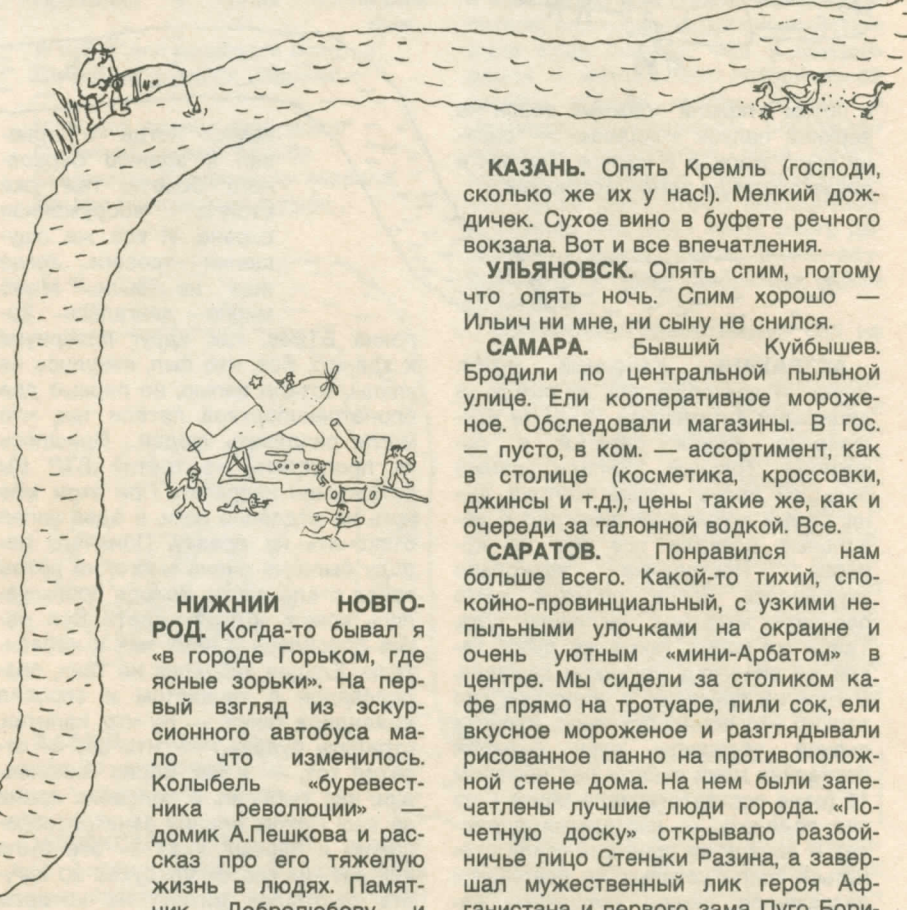 НИЖНИЙ НОВГО-
РОД. Когда-то бывал я
«в городе Горьком, где
ясные зорьки». На пер-
вый взгляд из экскур-
сионного автобуса ма-
ло что изменилось.
Колыбель «буревест-
ника революции» —
домик А.Пешкова и рас-
сказ про его тяжелую
жизнь в людях. Памят-
ник Добролюбову и
КАЗАНЬ. Опять Кремль (господи,
сколько же их у нас!). Мелкий дож-
дичек. Сухое вино в буфете речного
вокзала. Вот и все впечатления.
УЛЬЯНОВСК. Опять спим, потому
что опять ночь. Спим хорошо —
Ильич ни мне, ни сыну не снился.
САМАРА. Бывший Куйбышев.
Бродили по центральной пыльной
улице. Ели кооперативное мороже-
ное. Обследовали магазины. В гос.
— пусто, в ком. — ассортимент, как
в столице (косметика, кроссовки,
джинсы и т.д.), цены такие же, как и
очереди за талонной водкой. Все.
САРАТОВ. Понравился нам
больше всего. Какой-то тихий, спо-
койно-провинциальный, с узкими не-
пыльными улочками на окраине и
очень уютным «мини-Арбатом» в
центре. Мы сидели за столиком ка-
фе прямо на тротуаре, пили сок, ели
вкусное мороженое и разглядывали
рисованное панно на противополож-
ной стене дома. На нем были запе-
чатлены лучшие люди города. «По-
четную доску» открывало разбой-
ничье лицо Стеньки Разина, а завер-
шал мужественный лик героя Аф-
ганистана и первого зама Пуго Бори-